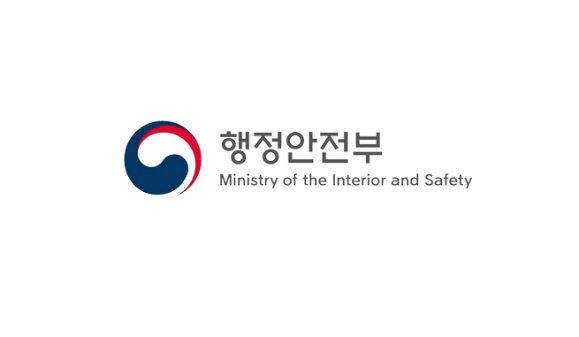 행정안전부
Ministry of the Interior and Safety